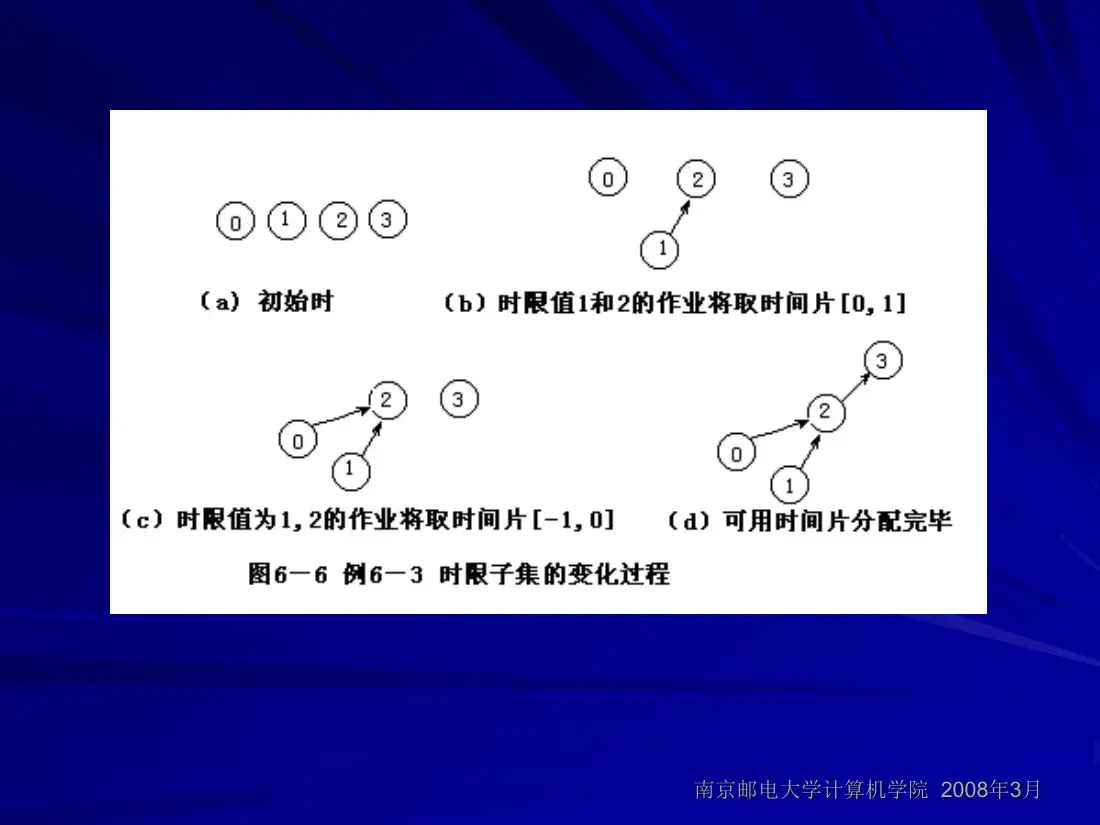 0 1 2 3
0 2 3
1
(a) 初始时
(b) 时限值1和2的作业将取时间片[0,1]
2 3
0
1
3
2
0
1
(c) 时限值为1,2的作业将取时间片[-1,0]
(d) 可用时间片分配完毕
图6-6 例6-3 时限子集的变化过程
南京邮电大学计算机学院 2008年3月